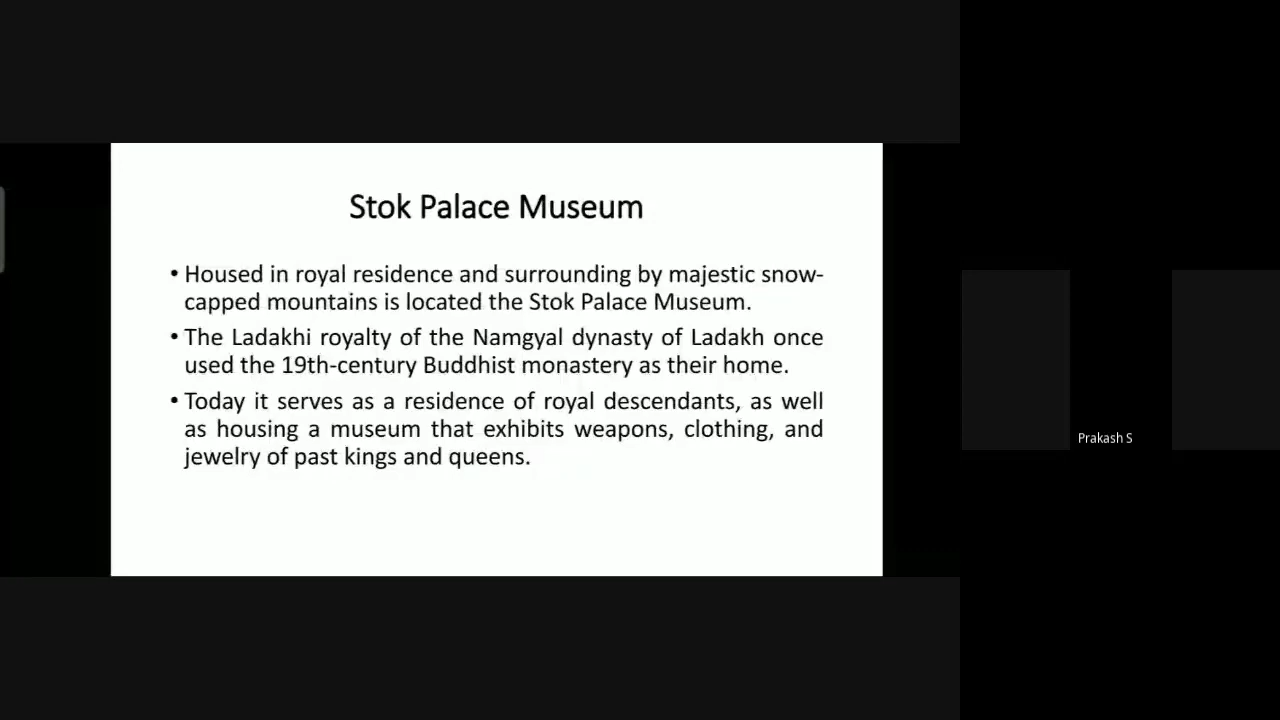 Stok Palace Museum
• Housed in royal residence and surrounding by majestic snow-
capped mountains is located the Stok Palace Museum.
• The Ladakhi royalty of the Namgyal dynasty of Ladakh once
used the 19th-century Buddhist monastery as their home.
• Today it serves as a residence of royal descendants, as well
as housing a museum that exhibits weapons, clothing, and
jewelry of past kings and queens.
Prakash S